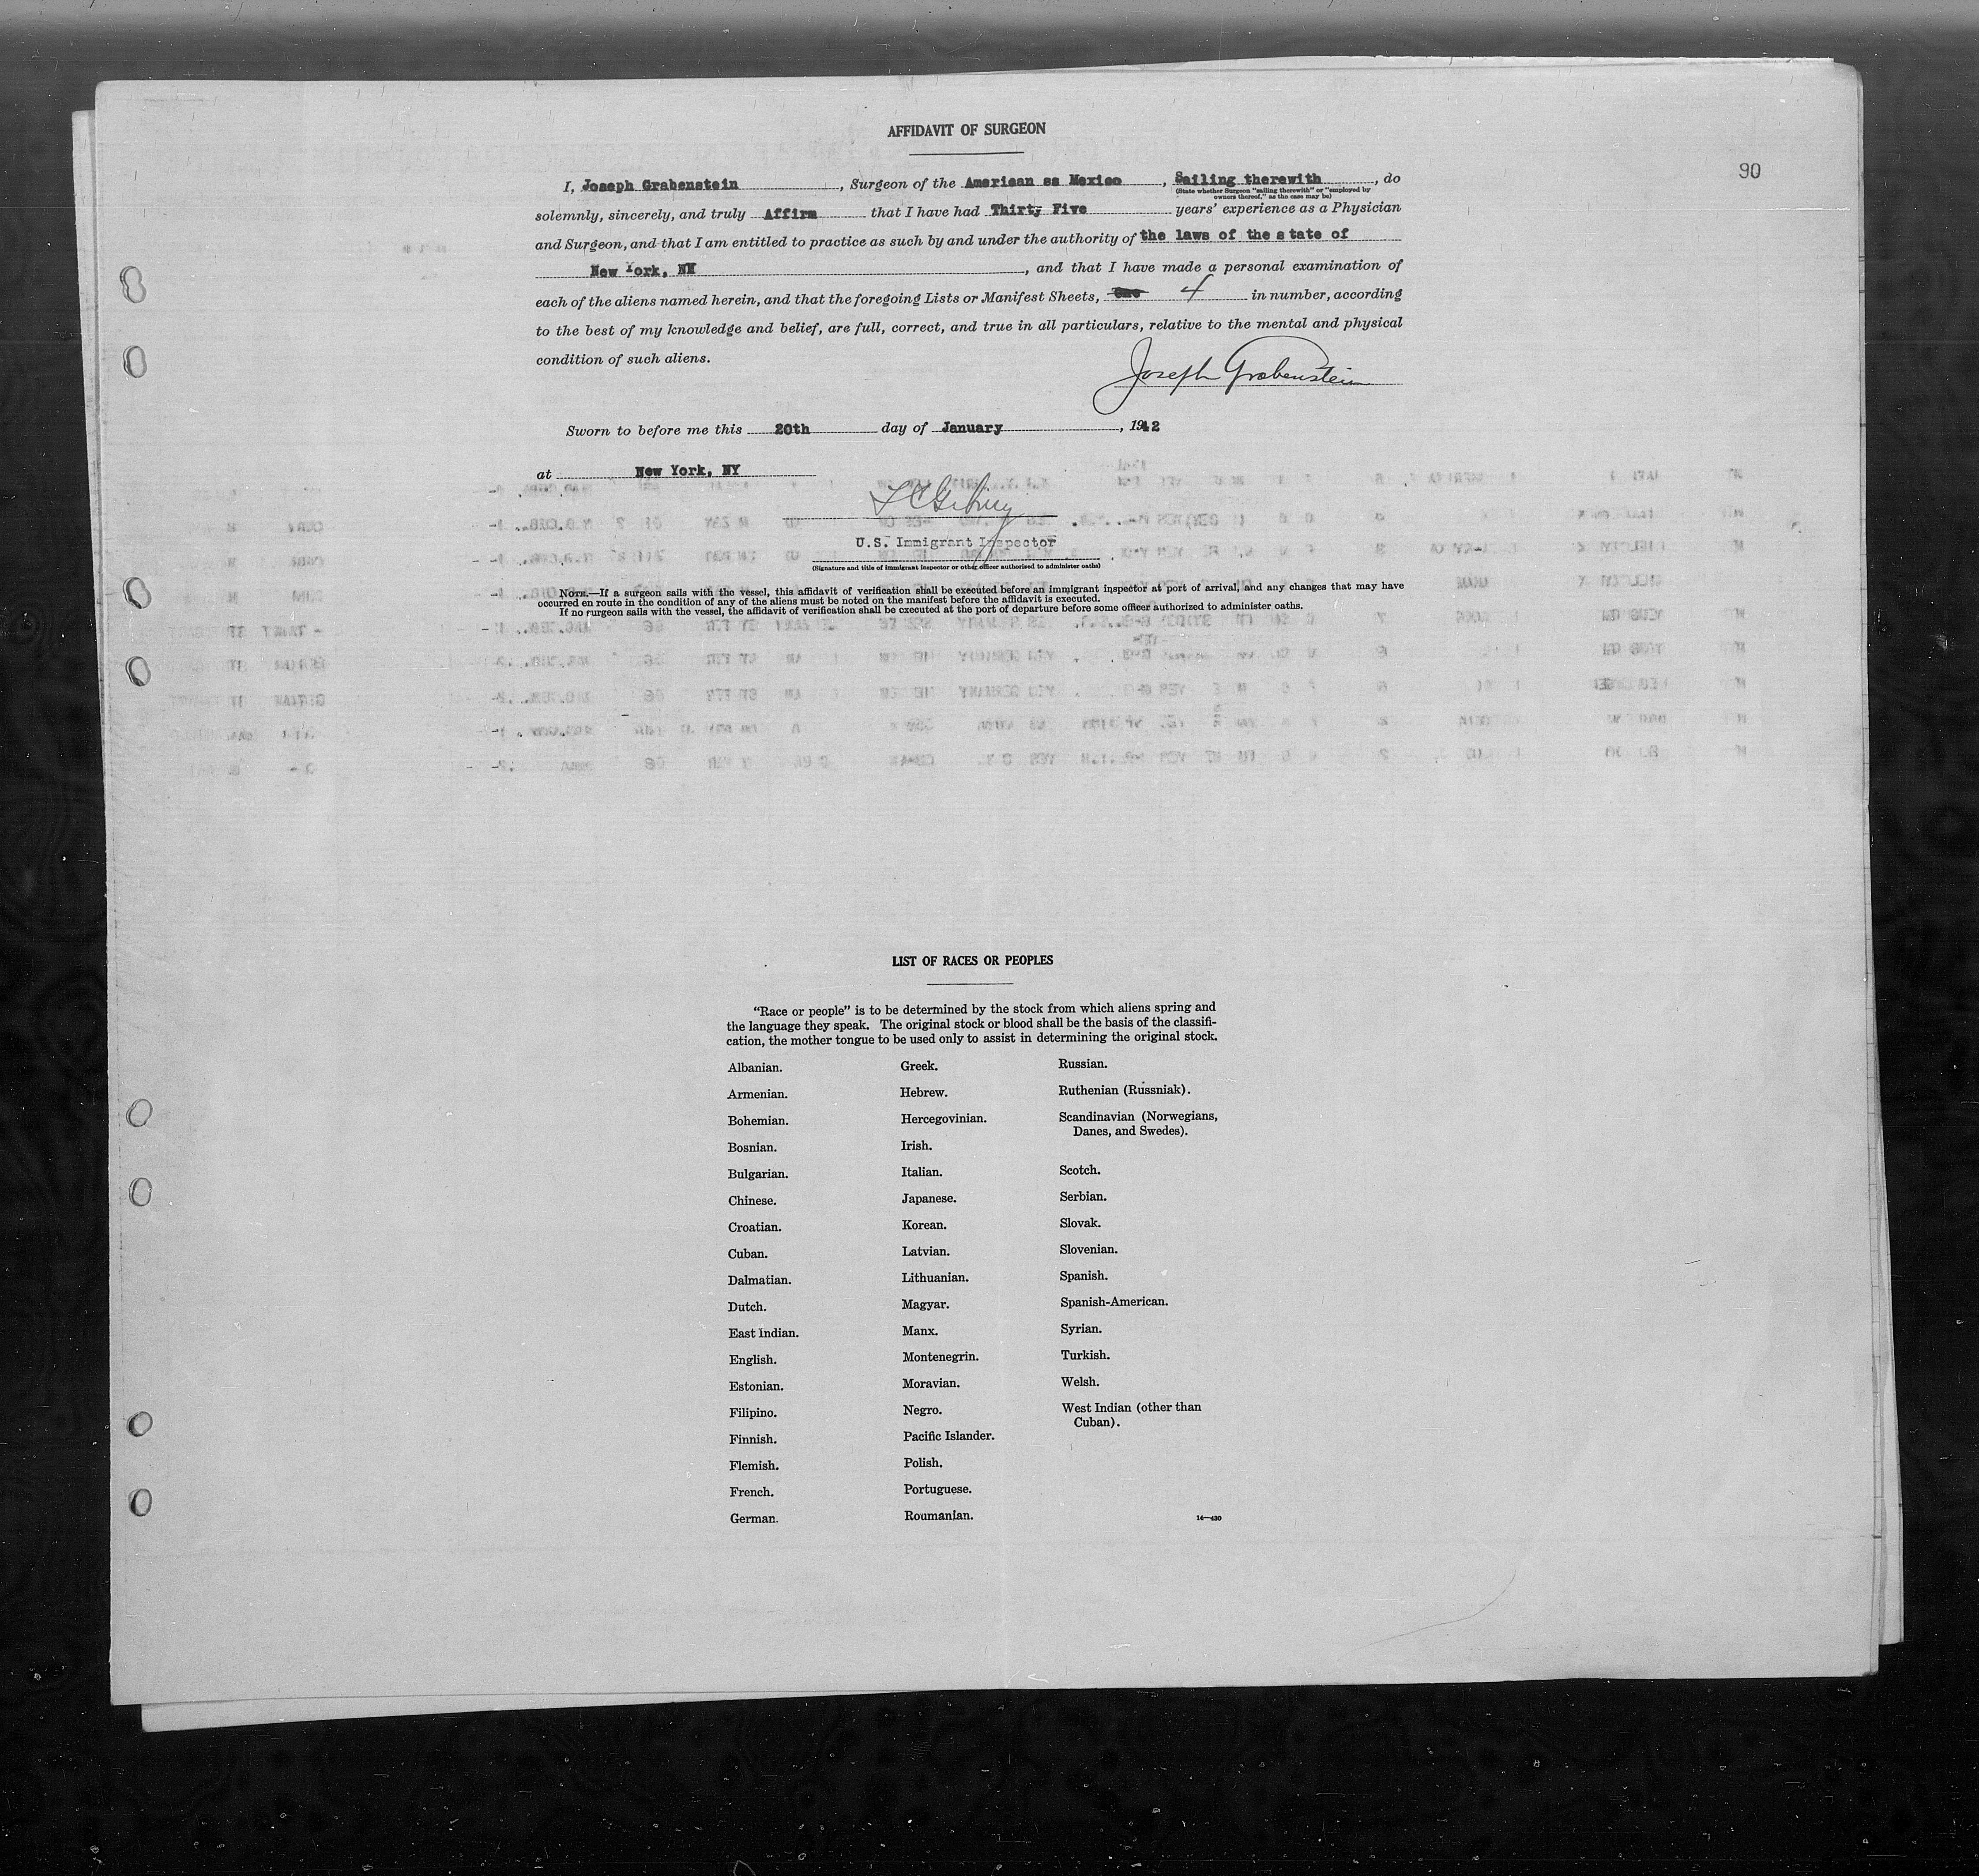 AFFIDAVIT OF SURGEON
90
I, Joseph Grabenstein, Surgeon of the American ss Mexico, Sailing therewith, do
(State whether Surgeon "sailing therewith" or "employed by
owners thereof," as the case may be)
solemnly, sincerely, and truly Affirm that I have had Thirty Five years' experience as a Physician
and Surgeon, and that I am entitled to practice as such by and under the authority of the laws of the state of
New York, NN, and that I have made a personal examination of
each of the aliens named herein, and that the foregoing Lists or Manifest Sheets, One 4 in number, according
to the best of my knowledge and belief, are full, correct, and true in all particulars, relative to the mental and physical
condition of such aliens.
Joseph Grabenstein
Sworn to before me this 20th day of January, 1942
at New York, NY
U.S. Immigrant Inspector
(Signature and title of immigrant inspector or other officer authorized to administer oaths)
NOTE.—If a surgeon sails with the vessel, this affidavit of verification shall be executed before an immigrant inspector at port of arrival, and any changes that may have
occurred en route in the condition of any of the aliens must be noted on the manifest before the affidavit is executed.
If no surgeon sails with the vessel, the affidavit of verification shall be executed at the port of departure before some officer authorized to administer oaths.
LIST OF RACES OR PEOPLES
"Race or people" is to be determined by the stock from which aliens spring and
the language they speak. The original stock or blood shall be the basis of the classifi-
cation, the mother tongue to be used only to assist in determining the original stock.
Albanian.
Armenian.
Bohemian.
Bosnian.
Bulgarian.
Chinese.
Croatian.
Cuban.
Dalmatian.
Dutch.
East Indian.
English.
Estonian.
Filipino.
Finnish.
Flemish.
French.
German.
Greek.
Hebrew.
Hercegovinian.
Irish.
Italian.
Japanese.
Korean.
Latvian.
Lithuanian.
Magyar.
Manx.
Montenegrin.
Moravian.
Negro.
Pacific Islander.
Polish.
Portuguese.
Roumanian.
Russian.
Ruthenian (Russniak).
Scandinavian (Norwegians,
Danes, and Swedes).
Scotch.
Serbian.
Slovak.
Slovenian.
Spanish.
Spanish-American.
Syrian.
Turkish.
Welsh.
West Indian (other than
Cuban).
14—430